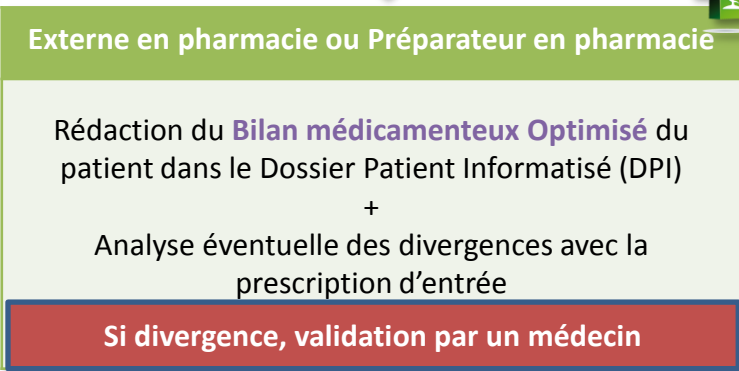 Externe en pharmacie ou Préparateur en pharmacie
Rédaction du Bilan médicamenteux Optimisé du
patient dans le Dossier Patient Informatisé (DPI)
+
Analyse éventuelle des divergences avec la
prescription d’entrée
Si divergence, validation par un médecin